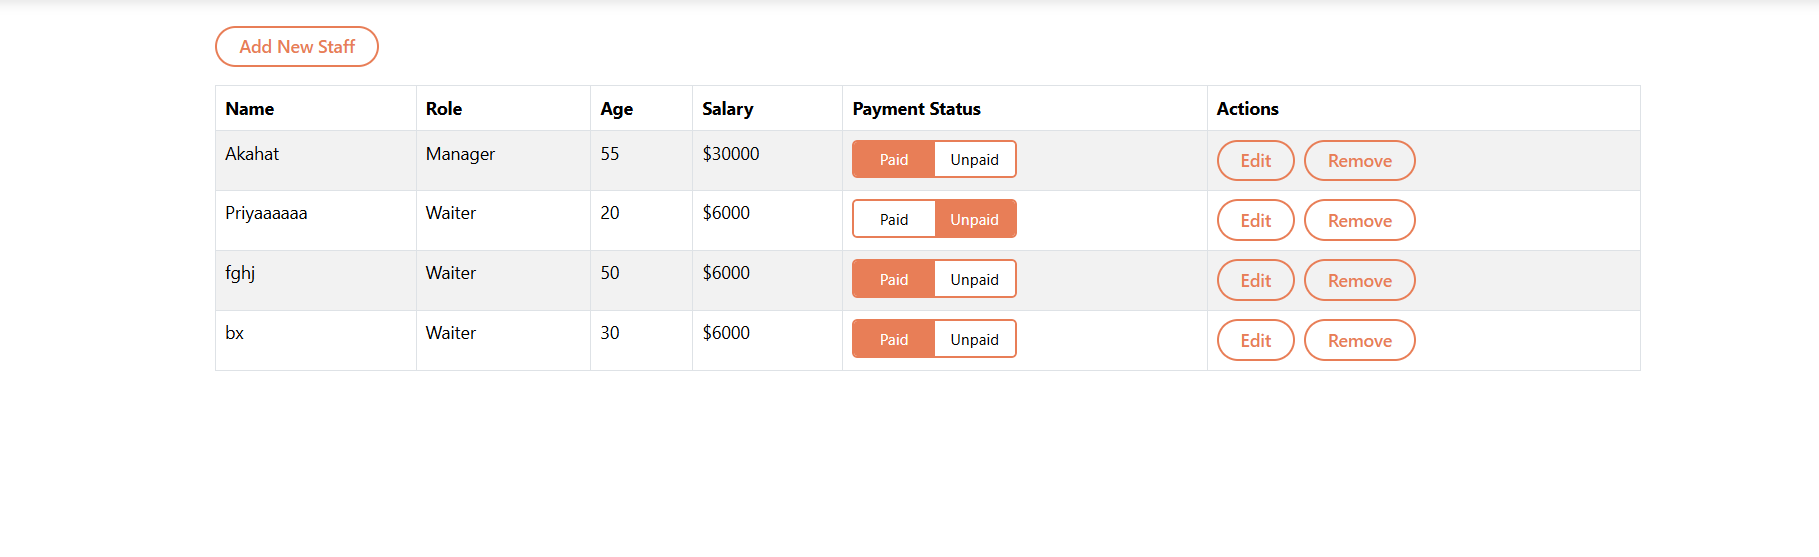 Add New Staff
Name Role Age Salary Payment Status Actions
Akahat Manager 55 $30000 Paid Unpaid Edit Remove
Priyaaaaaa Waiter 20 $6000 Paid Unpaid Edit Remove
fghj Waiter 50 $6000 Paid Unpaid Edit Remove
bx Waiter 30 $6000 Paid Unpaid Edit Remove